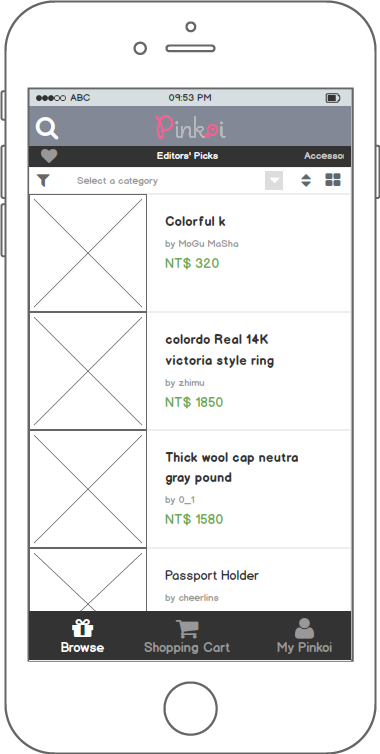 ABC 09:53 PM
Pinkoi
Editors' Picks Accessor
Select a category
Colorful k
by MoGu MaSha
NT$ 320
colordo Real 14K
victoria style ring
by zhimu
NT$ 1850
Thick wool cap neutra
gray pound
by 0_1
NT$ 1580
Passport Holder
by cheerlins
Browse Shopping Cart My Pinkoi